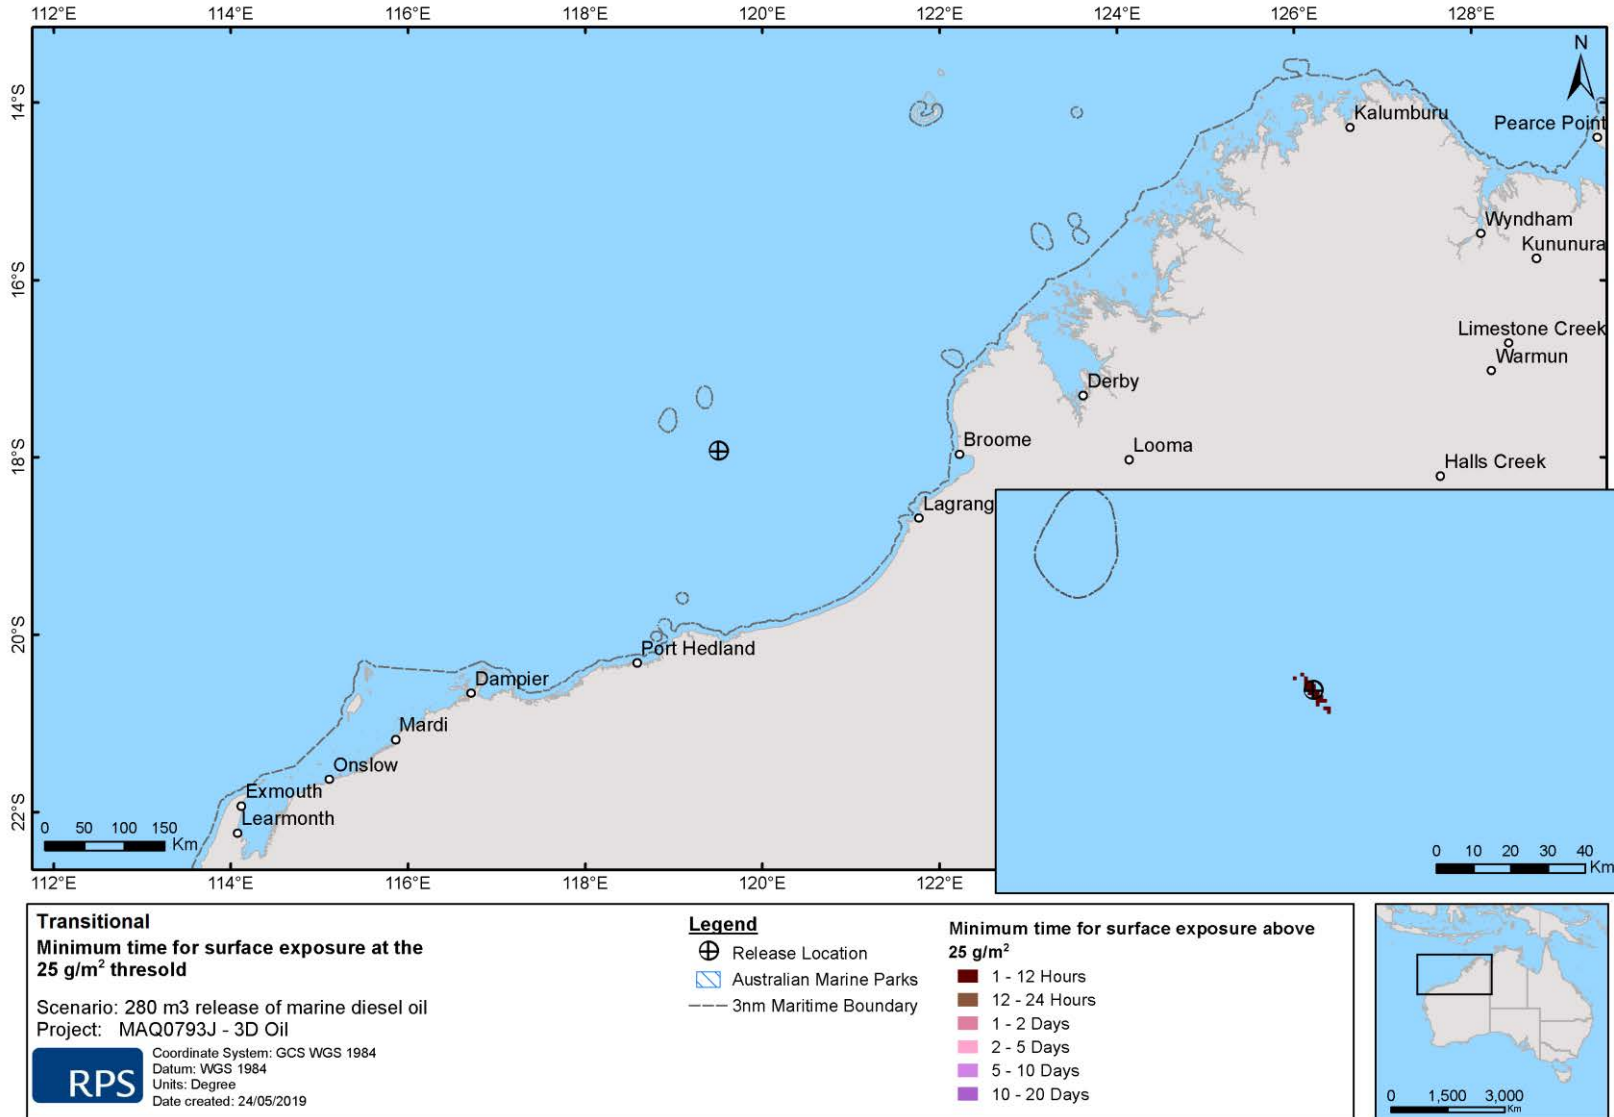 112°E 114°E 116°E 118°E 120°E 122°E 124°E 126°E 128°E
N
14°S
Kalumburu
Pearce Point
Wyndham
Kununura
16°S
Limestone Creek
Warmun
Derby
18°S
Broome
Looma
Halls Creek
Lagrang
20°S
Port Hedland
Dampier
Mardi
Onslow
Exmouth
22°S
Learmonth
0 50 100 150
Km
0 10 20 30 40
Km
112°E 114°E 116°E 118°E 120°E 122°E
Transitional
Minimum time for surface exposure at the
25 g/m² thresold
Scenario: 280 m3 release of marine diesel oil
Project: MAQ0793J - 3D Oil
RPS
Coordinate System: GCS WGS 1984
Datum: WGS 1984
Units: Degree
Date created: 24/05/2019
Legend
Release Location
Australian Marine Parks
3nm Maritime Boundary
Minimum time for surface exposure above
25 g/m²
1 - 12 Hours
12 - 24 Hours
1 - 2 Days
2 - 5 Days
5 - 10 Days
10 - 20 Days
0 1,500 3,000
Km